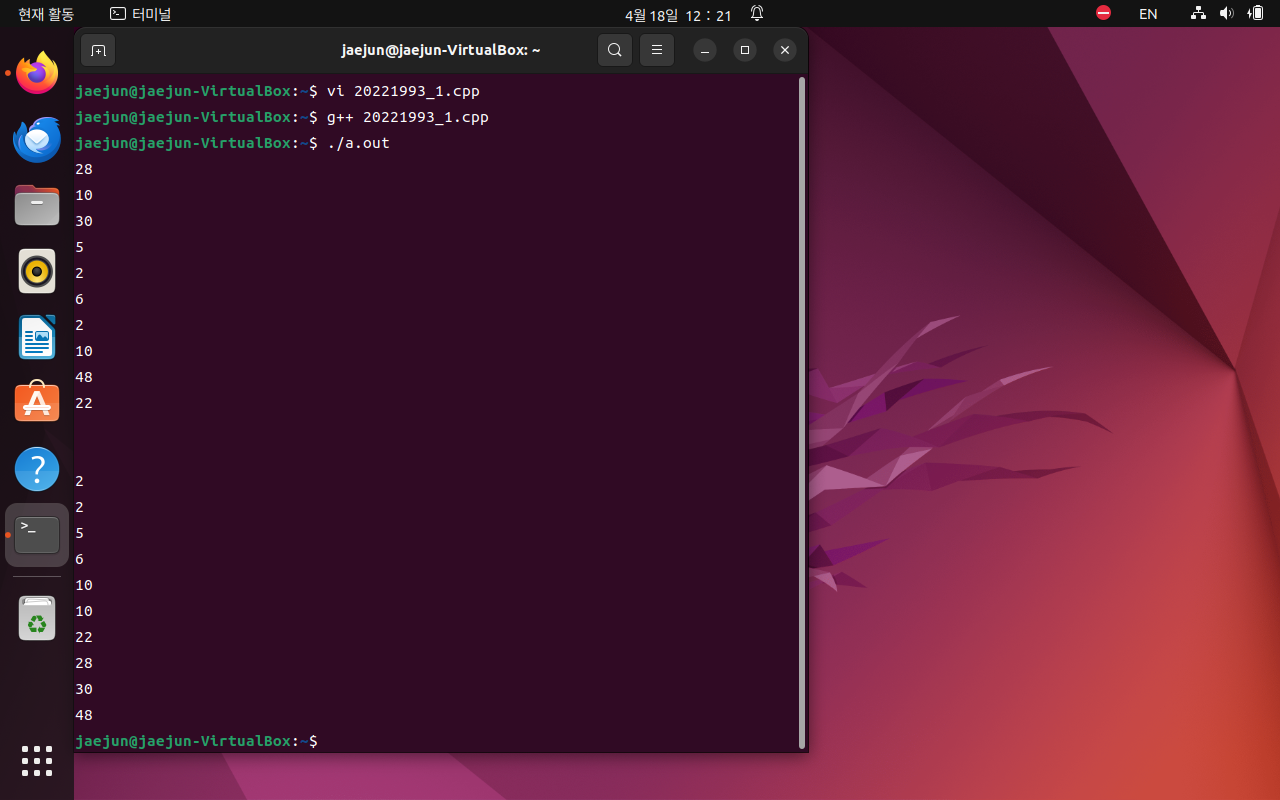 현재 활동
터미널
4월 18일 12 : 21
EN
jaejun@jaejun-VirtualBox: ~
jaejun@jaejun-VirtualBox:~$ vi 20221993_1.cpp
jaejun@jaejun-VirtualBox:~$ g++ 20221993_1.cpp
jaejun@jaejun-VirtualBox:~$ ./a.out
28
10
30
5
2
6
2
10
48
22
2
2
5
6
10
10
22
28
30
48
jaejun@jaejun-VirtualBox:~$